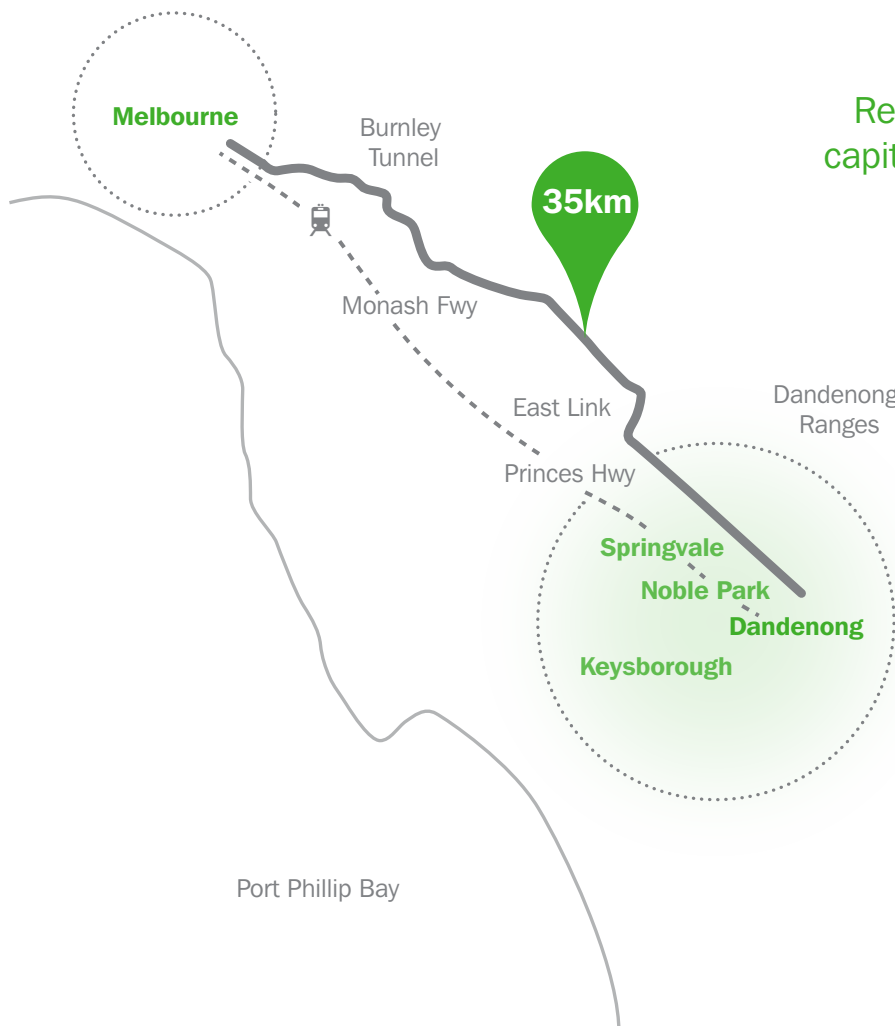 Melbourne
Burnley
Tunnel
35km
Monash Fwy
East Link
Dandenong
Ranges
Princes Hwy
Springvale
Noble Park
Dandenong
Keysborough
Port Phillip Bay